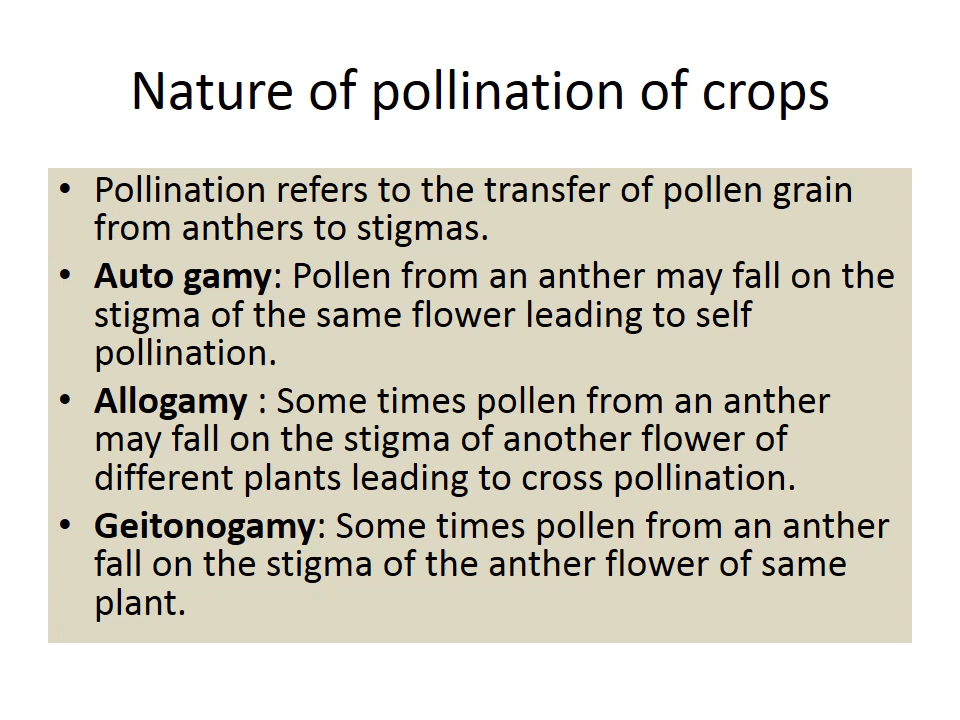 Nature of pollination of crops
• Pollination refers to the transfer of pollen grain
from anthers to stigmas.
• Auto gamy: Pollen from an anther may fall on the
stigma of the same flower leading to self
pollination.
• Allogamy : Some times pollen from an anther
may fall on the stigma of another flower of
different plants leading to cross pollination.
• Geitonogamy: Some times pollen from an anther
fall on the stigma of the anther flower of same
plant.